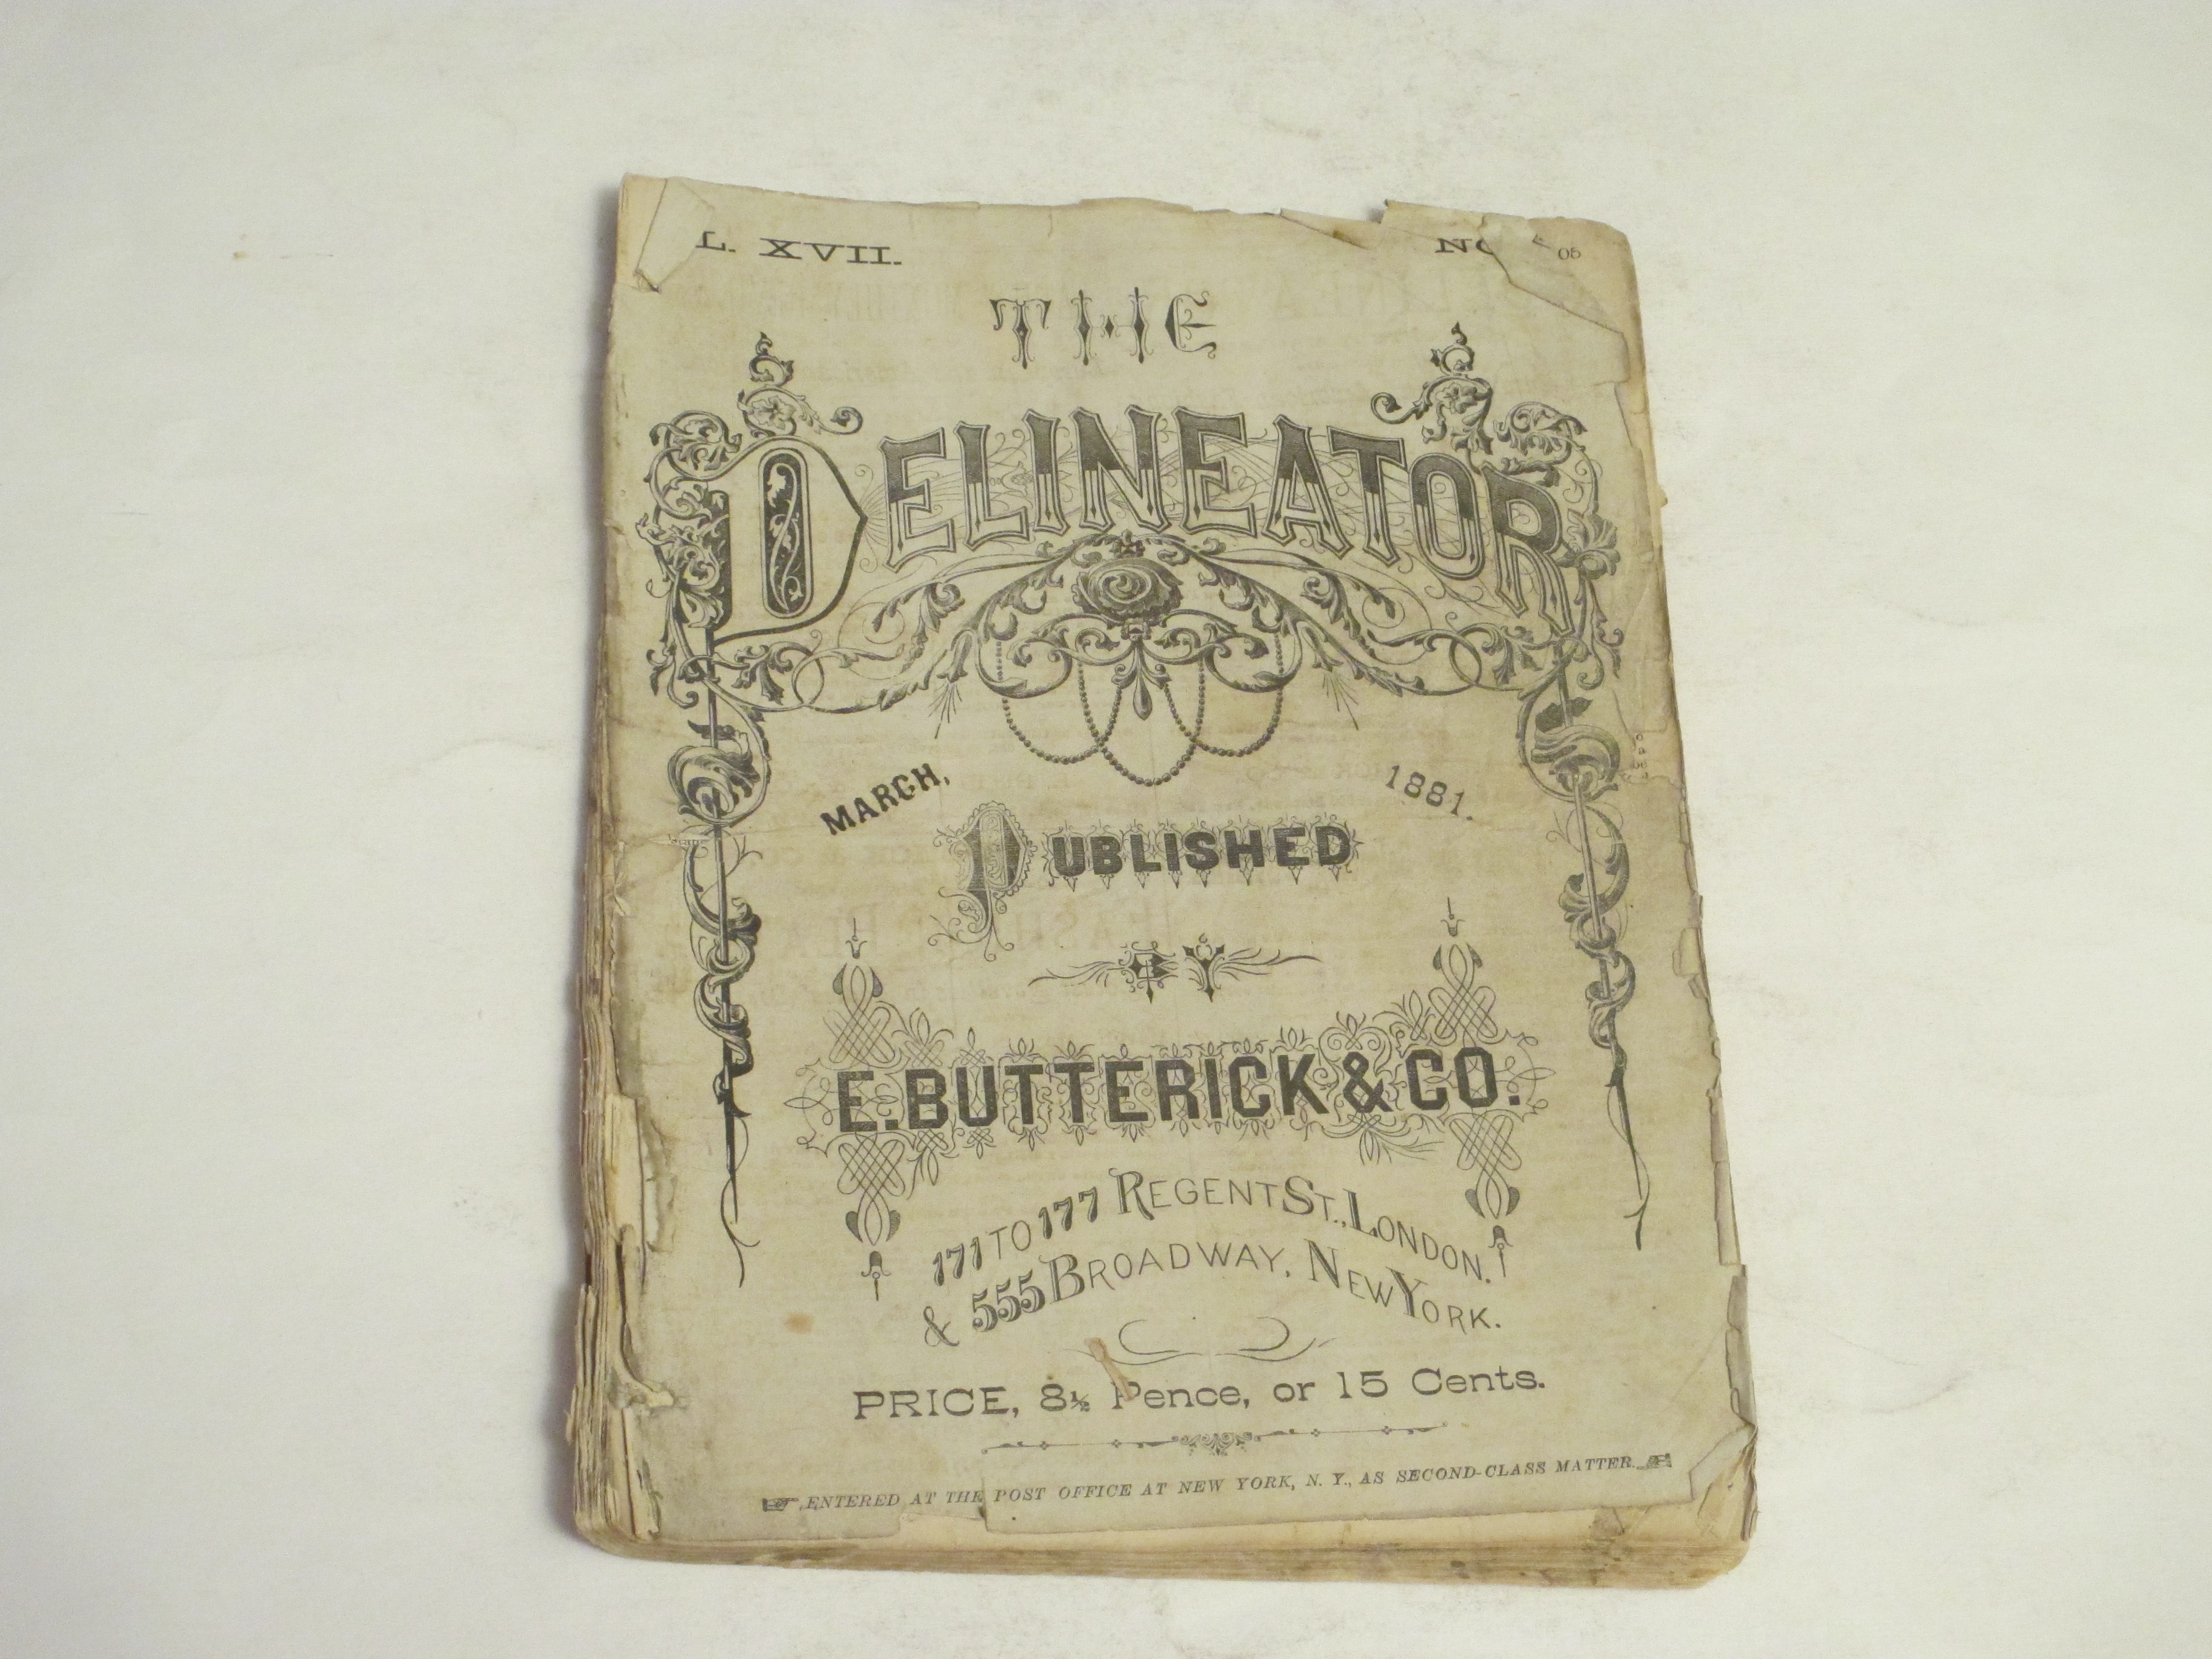 L. XVII.
THE
DELINEATOR
MARCH, 1881.
PUBLISHED
BY
E. BUTTERICK & CO.
171 TO 177 REGENT ST., LONDON.
& 555 BROADWAY, NEW YORK.
PRICE, 8½ Pence, or 15 Cents.
ENTERED AT THE POST OFFICE AT NEW YORK, N. Y., AS SECOND-CLASS MATTER.